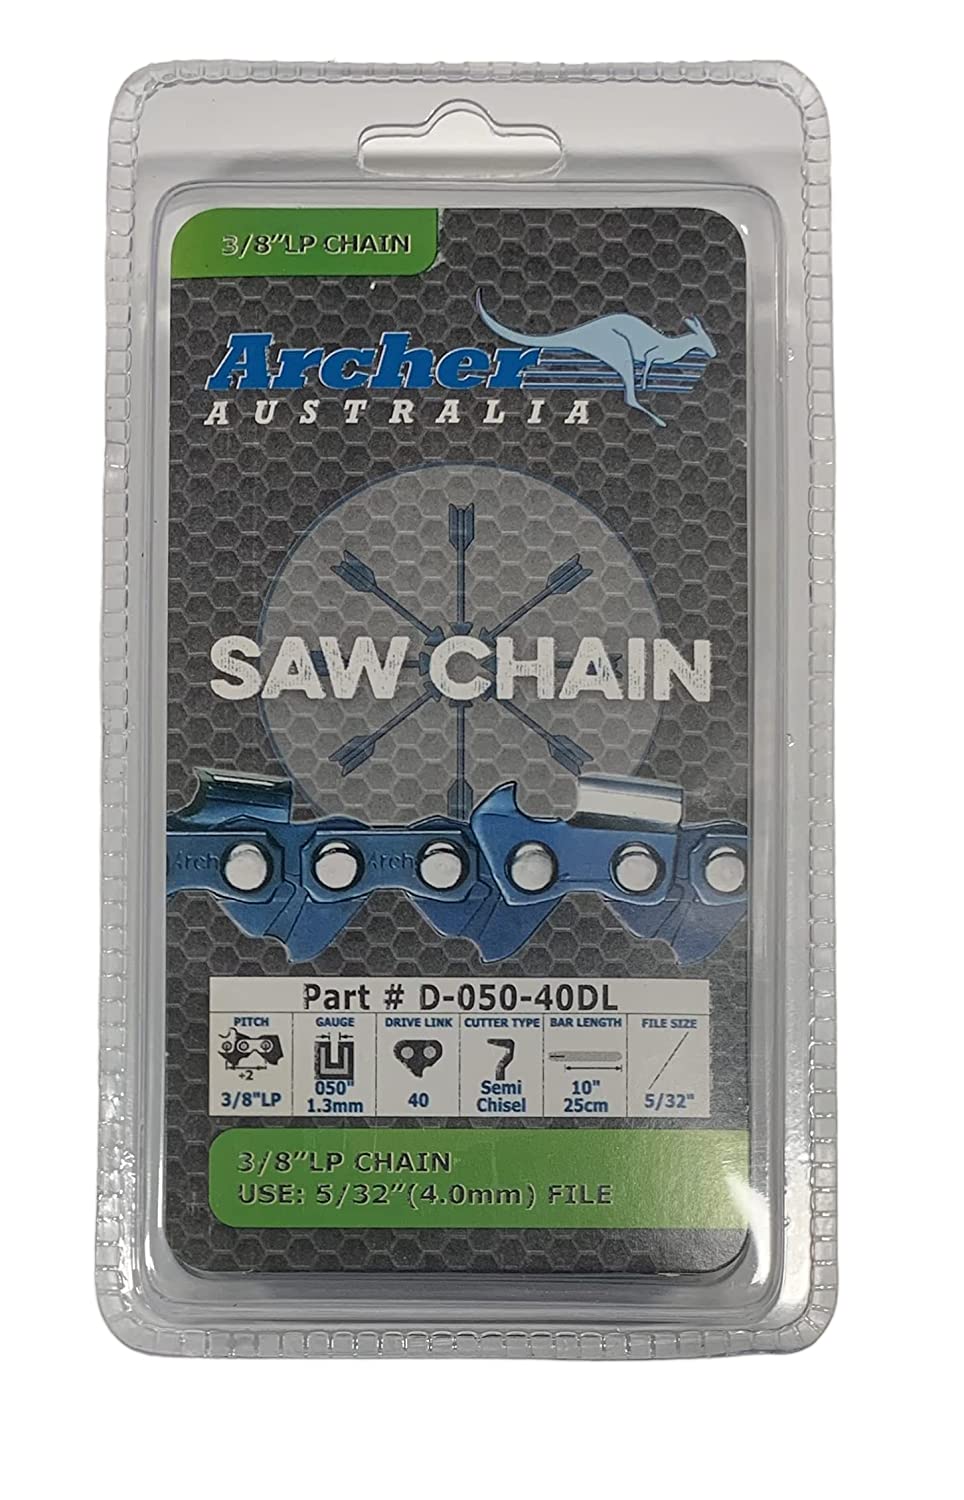 3/8"LP CHAIN
Archer
AUSTRALIA
SAW CHAIN
Arch Arch
Part # D-050-40DL
PITCH GAUGE DRIVE LINK CUTTER TYPE BAR LENGTH FILE SIZE
÷2
3/8"LP 050" 1.3mm 40 Semi Chisel 10" 25cm 5/32"
3/8"LP CHAIN
USE: 5/32"(4.0mm) FILE